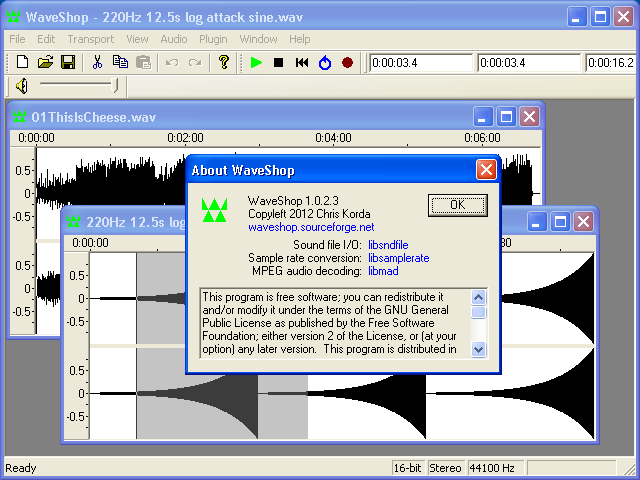 WaveShop - 220Hz 12.5s log attack sine.wav
File Edit Transport View Audio Plugin Window Help
0:00:03.4 0:00:03.4 0:00:16.2
01ThisIsCheese.wav
0:00:00 0:02:00 0:04:00 0:06:00
0.5
0
-0.5
0.5
0
-0.5
220Hz 12.5s log
0:00:00 :30
0.5
0
-0.5
0.5
0
-0.5
About WaveShop
WaveShop 1.0.2.3
Copyleft 2012 Chris Korda
waveshop.sourceforge.net
OK
Sound file I/O: libsndfile
Sample rate conversion: libsamplerate
MPEG audio decoding: libmad
This program is free software; you can redistribute it
and/or modify it under the terms of the GNU General
Public License as published by the Free Software
Foundation; either version 2 of the License, or (at your
option) any later version. This program is distributed in
Ready 16-bit Stereo 44100 Hz